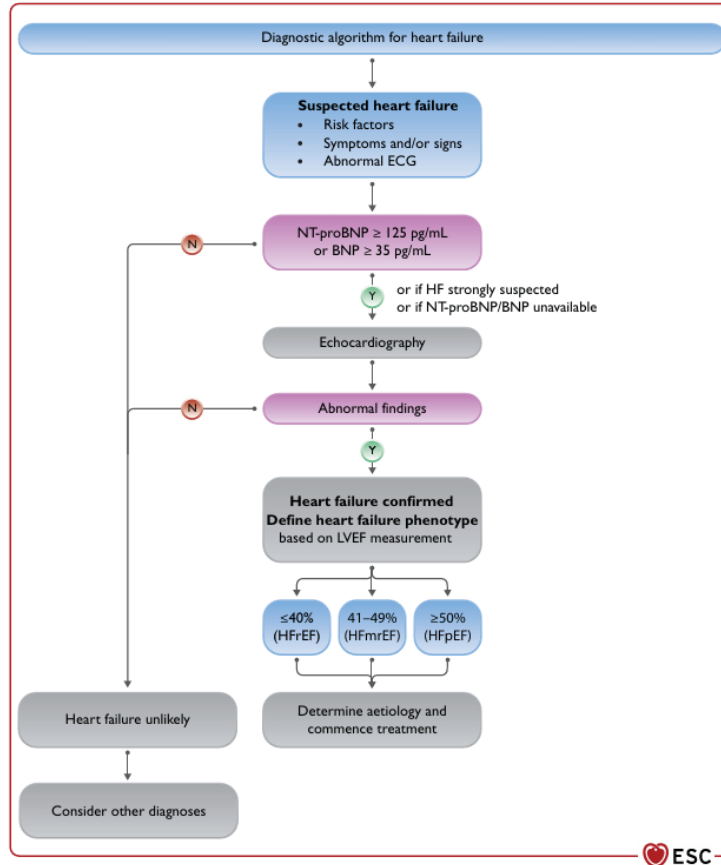 Diagnostic algorithm for heart failure
Suspected heart failure
• Risk factors
• Symptoms and/or signs
• Abnormal ECG
NT-proBNP ≥ 125 pg/mL
or BNP ≥ 35 pg/mL
N
Y
or if HF strongly suspected
or if NT-proBNP/BNP unavailable
Echocardiography
Abnormal findings
N
Y
Heart failure confirmed
Define heart failure phenotype
based on LVEF measurement
≤40%
(HFrEF)
41–49%
(HFmrEF)
≥50%
(HFpEF)
Heart failure unlikely
Determine aetiology and
commence treatment
Consider other diagnoses
ESC